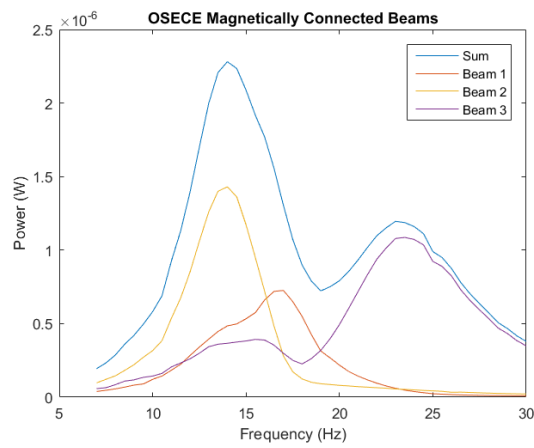 OSECE Magnetically Connected Beams
×10⁻⁶
2.5
2
1.5
1
0.5
0
Power (W)
Sum
Beam 1
Beam 2
Beam 3
5 10 15 20 25 30
Frequency (Hz)